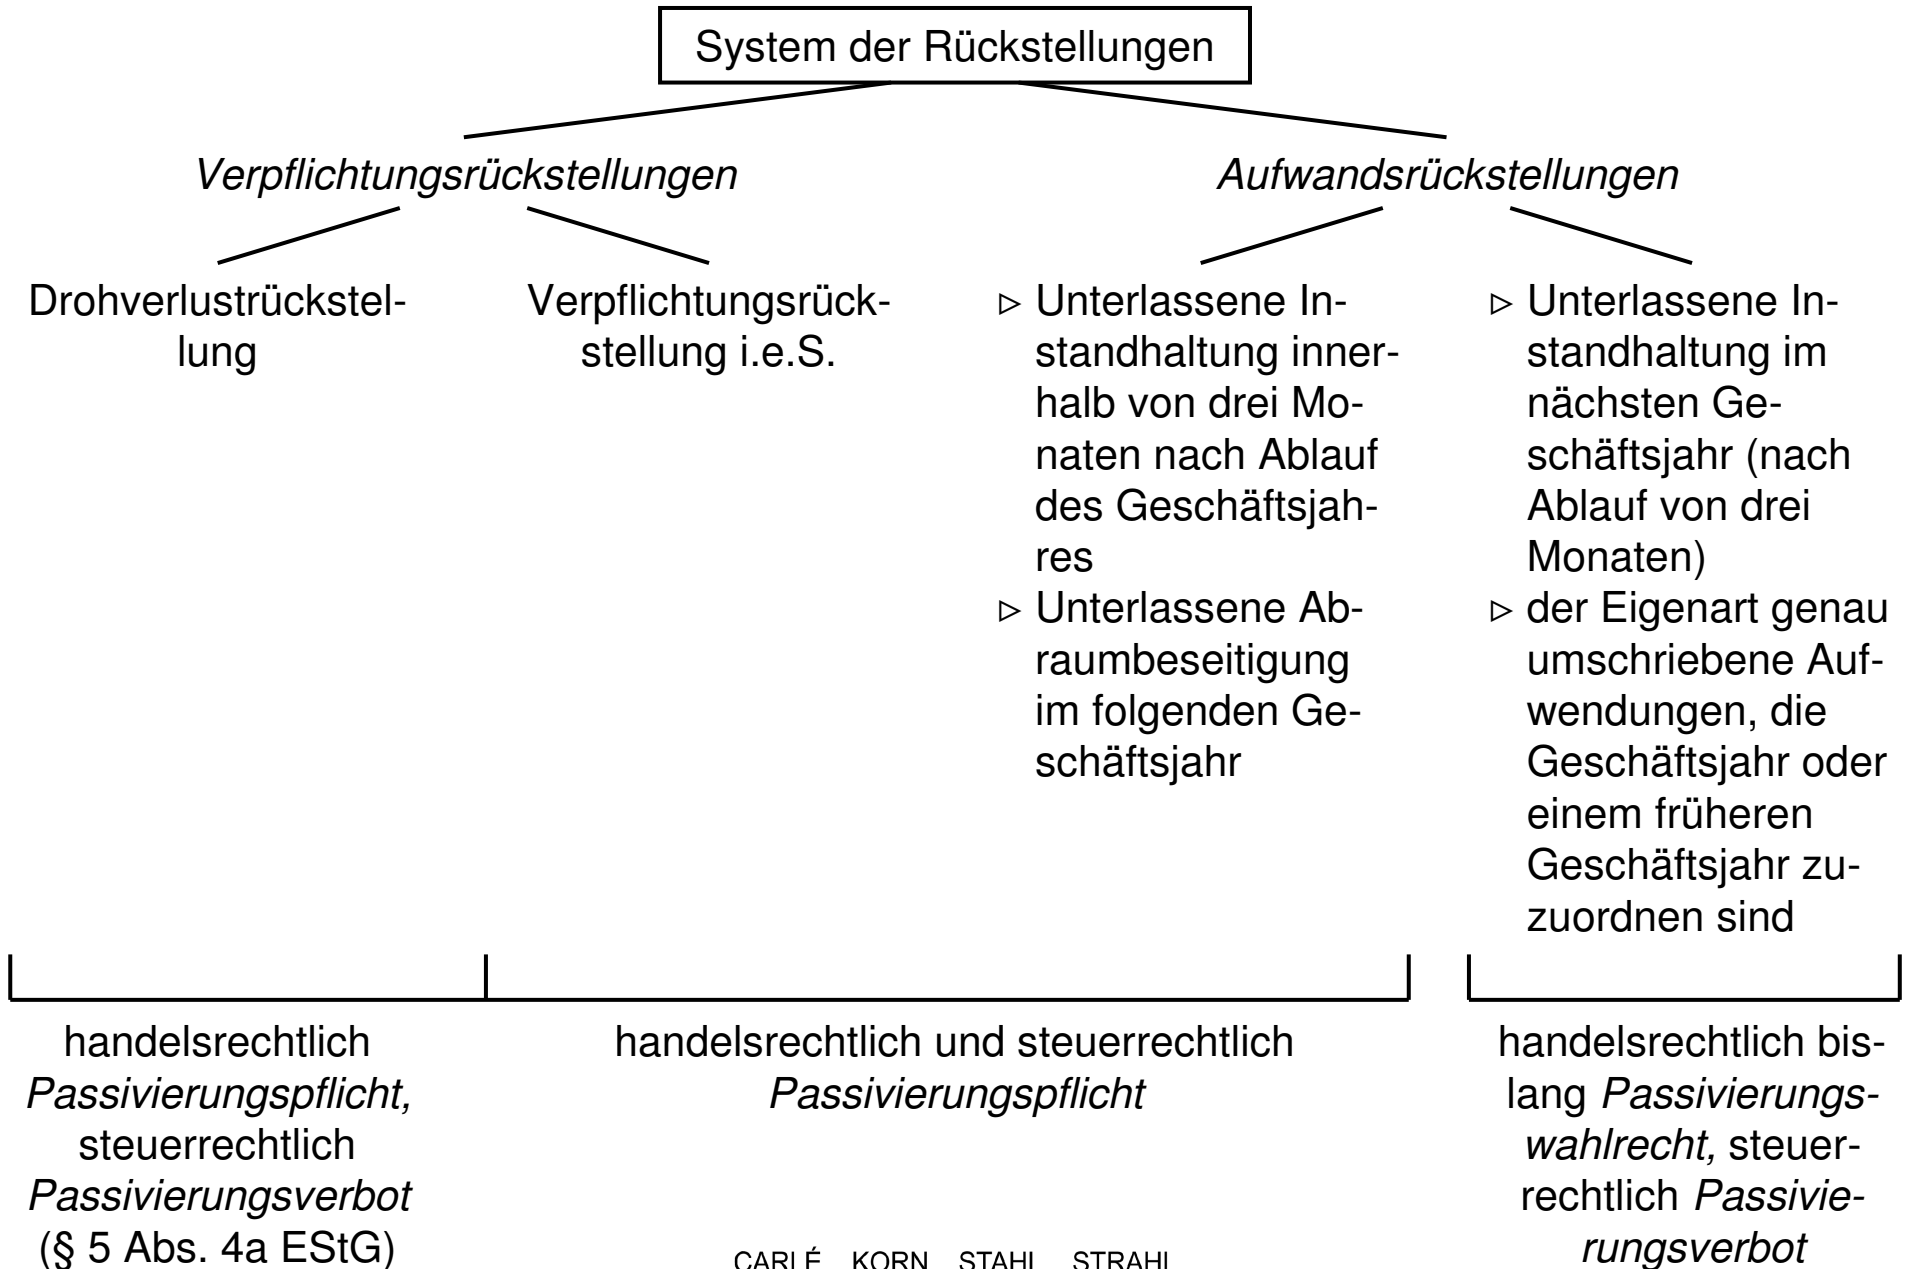 System der Rückstellungen
Verpflichtungsrückstellungen
Aufwandsrückstellungen
Drohverlustrückstel-
lung
Verpflichtungsrück-
stellung i.e.S.
▷ Unterlassene In-
standhaltung inner-
halb von drei Mo-
naten nach Ablauf
des Geschäftsjah-
res
▷ Unterlassene Ab-
raumbeseitigung
im folgenden Ge-
schäftsjahr
▷ Unterlassene In-
standhaltung im
nächsten Ge-
schäftsjahr (nach
Ablauf von drei
Monaten)
▷ der Eigenart genau
umschriebene Auf-
wendungen, die
Geschäftsjahr oder
einem früheren
Geschäftsjahr zu-
zuordnen sind
handelsrechtlich
Passivierungspflicht,
steuerrechtlich
Passivierungsverbot
(§ 5 Abs. 4a EStG)
handelsrechtlich und steuerrechtlich
Passivierungspflicht
handelsrechtlich bis-
lang Passivierungs-
wahlrecht, steuer-
rechtlich Passivie-
rungsverbot
CARLÉ KORN STAHL STRAHL